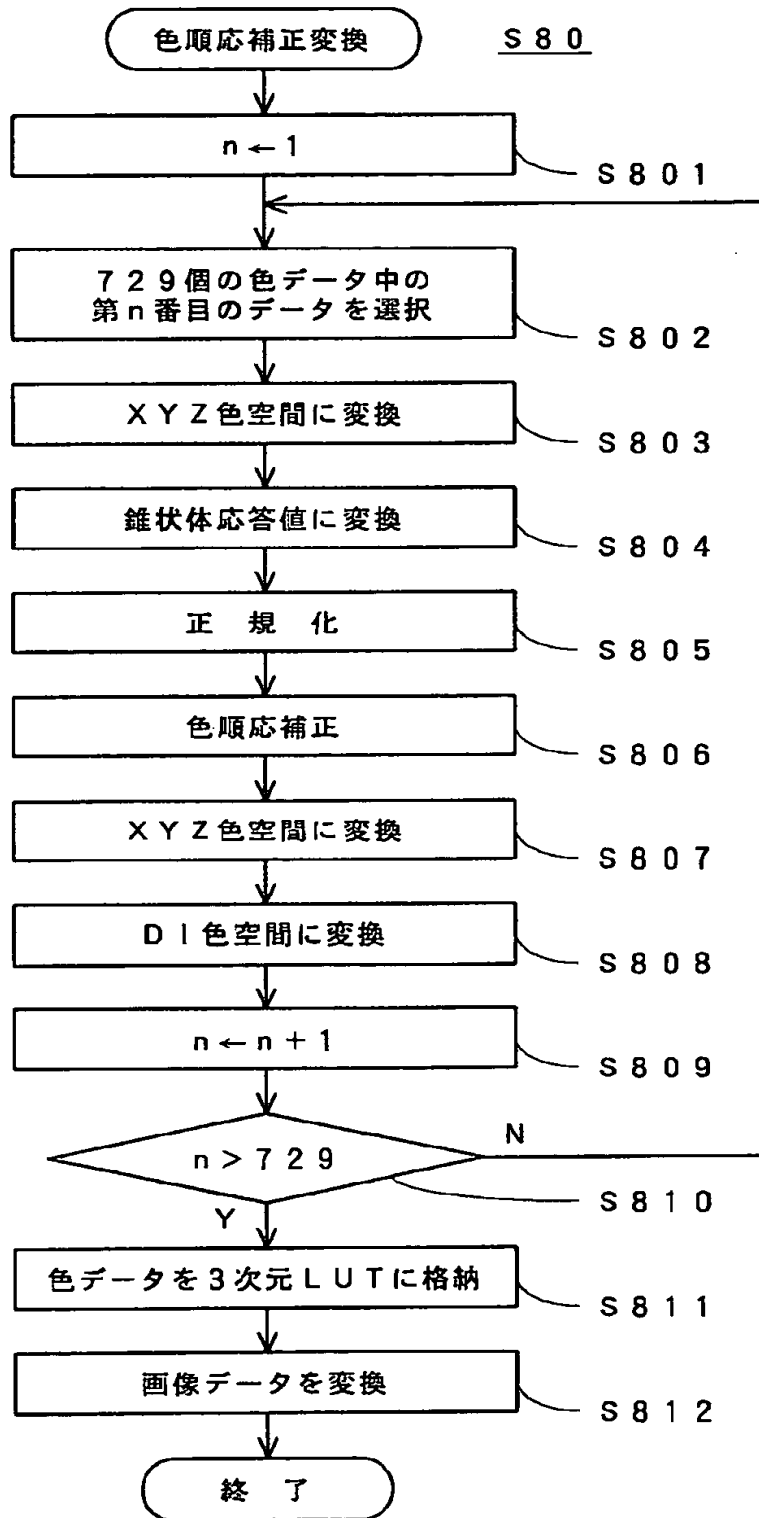 色順応補正変換
S80
n←1
S801
729個の色データ中の
第n番目のデータを選択
S802
XYZ色空間に変換
S803
錐状体応答値に変換
S804
正規化
S805
色順応補正
S806
XYZ色空間に変換
S807
DI色空間に変換
S808
n←n+1
S809
n>729
N
S810
Y
色データを3次元LUTに格納
S811
画像データを変換
S812
終了